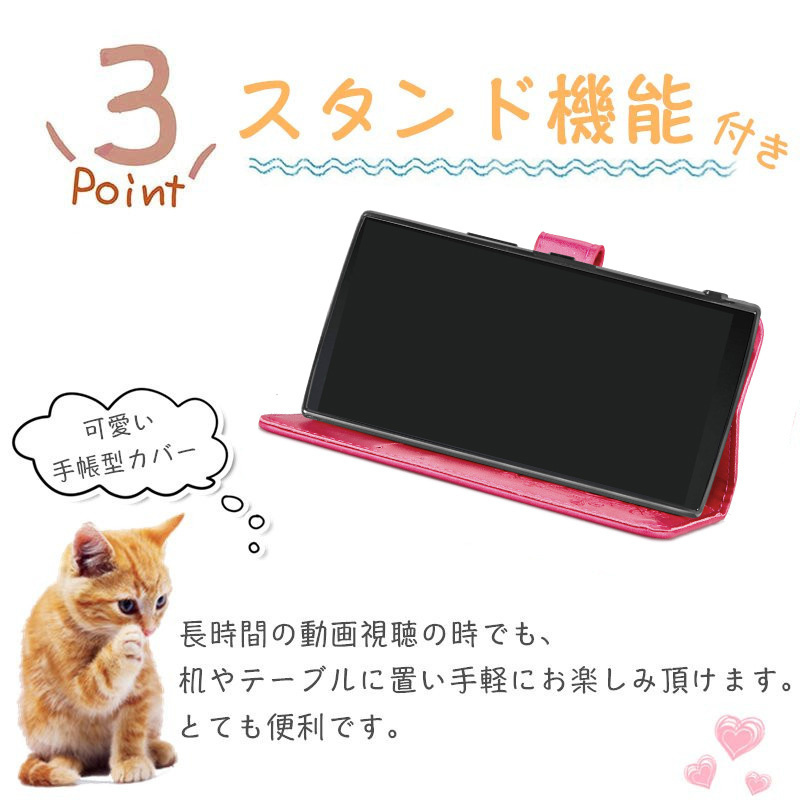 3
Point
スタンド機能付き
可愛い
手帳型カバー
長時間の動画視聴の時でも、
机やテーブルに置い手軽にお楽しみ頂けます。
とても便利です。